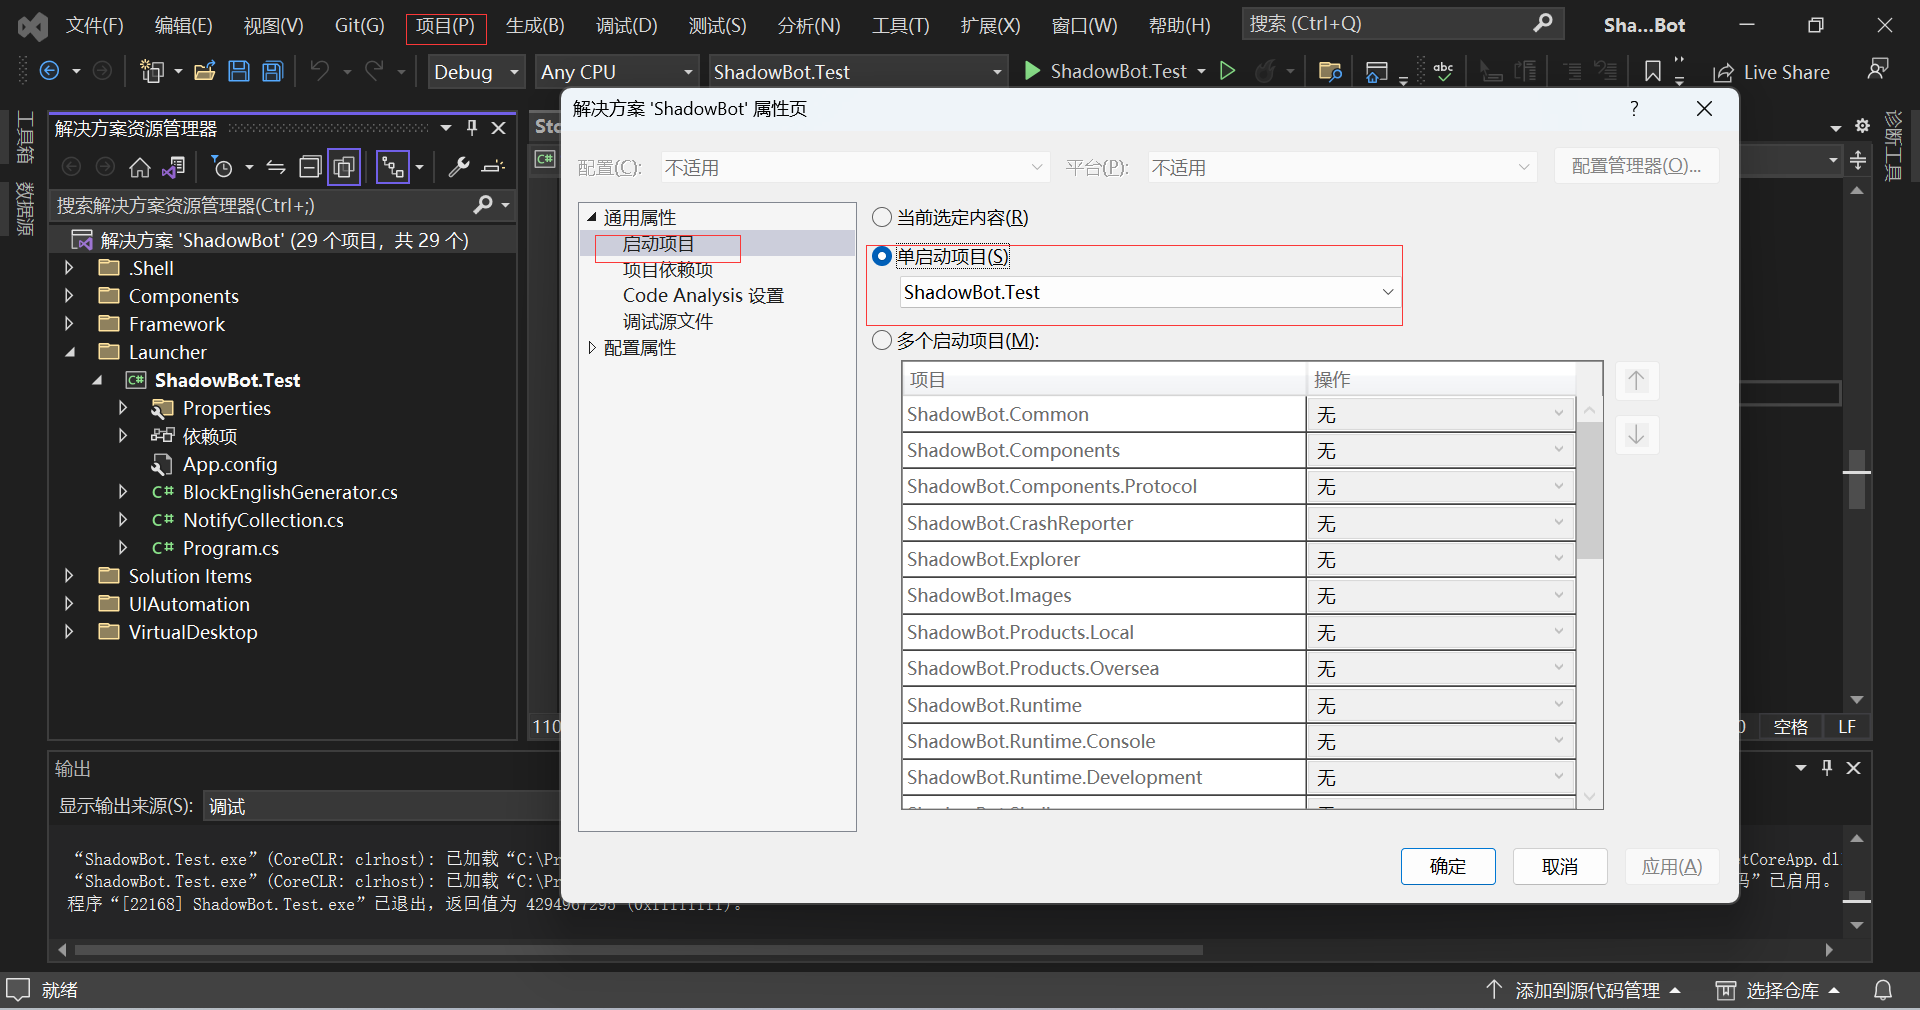 文件(F) 编辑(E) 视图(V) Git(G) 项目(P) 生成(B) 调试(D) 测试(S) 分析(N) 工具(T) 扩展(X) 窗口(W) 帮助(H) 搜索 (Ctrl+Q) Sha...Bot
Debug Any CPU ShadowBot.Test ShadowBot.Test abc Live Share
工具箱
数据源
解决方案资源管理器
搜索解决方案资源管理器(Ctrl+;)
解决方案 'ShadowBot' (29 个项目，共 29 个)
.Shell
Components
Framework
Launcher
C# ShadowBot.Test
Properties
依赖项
App.config
C# BlockEnglishGenerator.cs
C# NotifyCollection.cs
C# Program.cs
Solution Items
UIAutomation
VirtualDesktop
C#
110
解决方案 'ShadowBot' 属性页
?
配置(C): 不适用 平台(P): 不适用 配置管理器(O)...
通用属性
启动项目
项目依赖项
Code Analysis 设置
调试源文件
配置属性
当前选定内容(R)
单启动项目(S)
ShadowBot.Test
多个启动项目(M):
项目 操作
ShadowBot.Common 无
ShadowBot.Components 无
ShadowBot.Components.Protocol 无
ShadowBot.CrashReporter 无
ShadowBot.Explorer 无
ShadowBot.Images 无
ShadowBot.Products.Local 无
ShadowBot.Products.Oversea 无
ShadowBot.Runtime 无
ShadowBot.Runtime.Console 无
ShadowBot.Runtime.Development 无
确定 取消 应用(A)
诊断工具
空格 LF
输出
显示输出来源(S): 调试
“ShadowBot.Test.exe”(CoreCLR: clrhost): 已加载“C:\Pr
etCoreApp.dl
“ShadowBot.Test.exe”(CoreCLR: clrhost): 已加载“C:\Pr
码”已启用。
程序“[22168] ShadowBot.Test.exe”已退出，返回值为 4294967295 (0xffffffff)。
就绪 添加到源代码管理 选择仓库